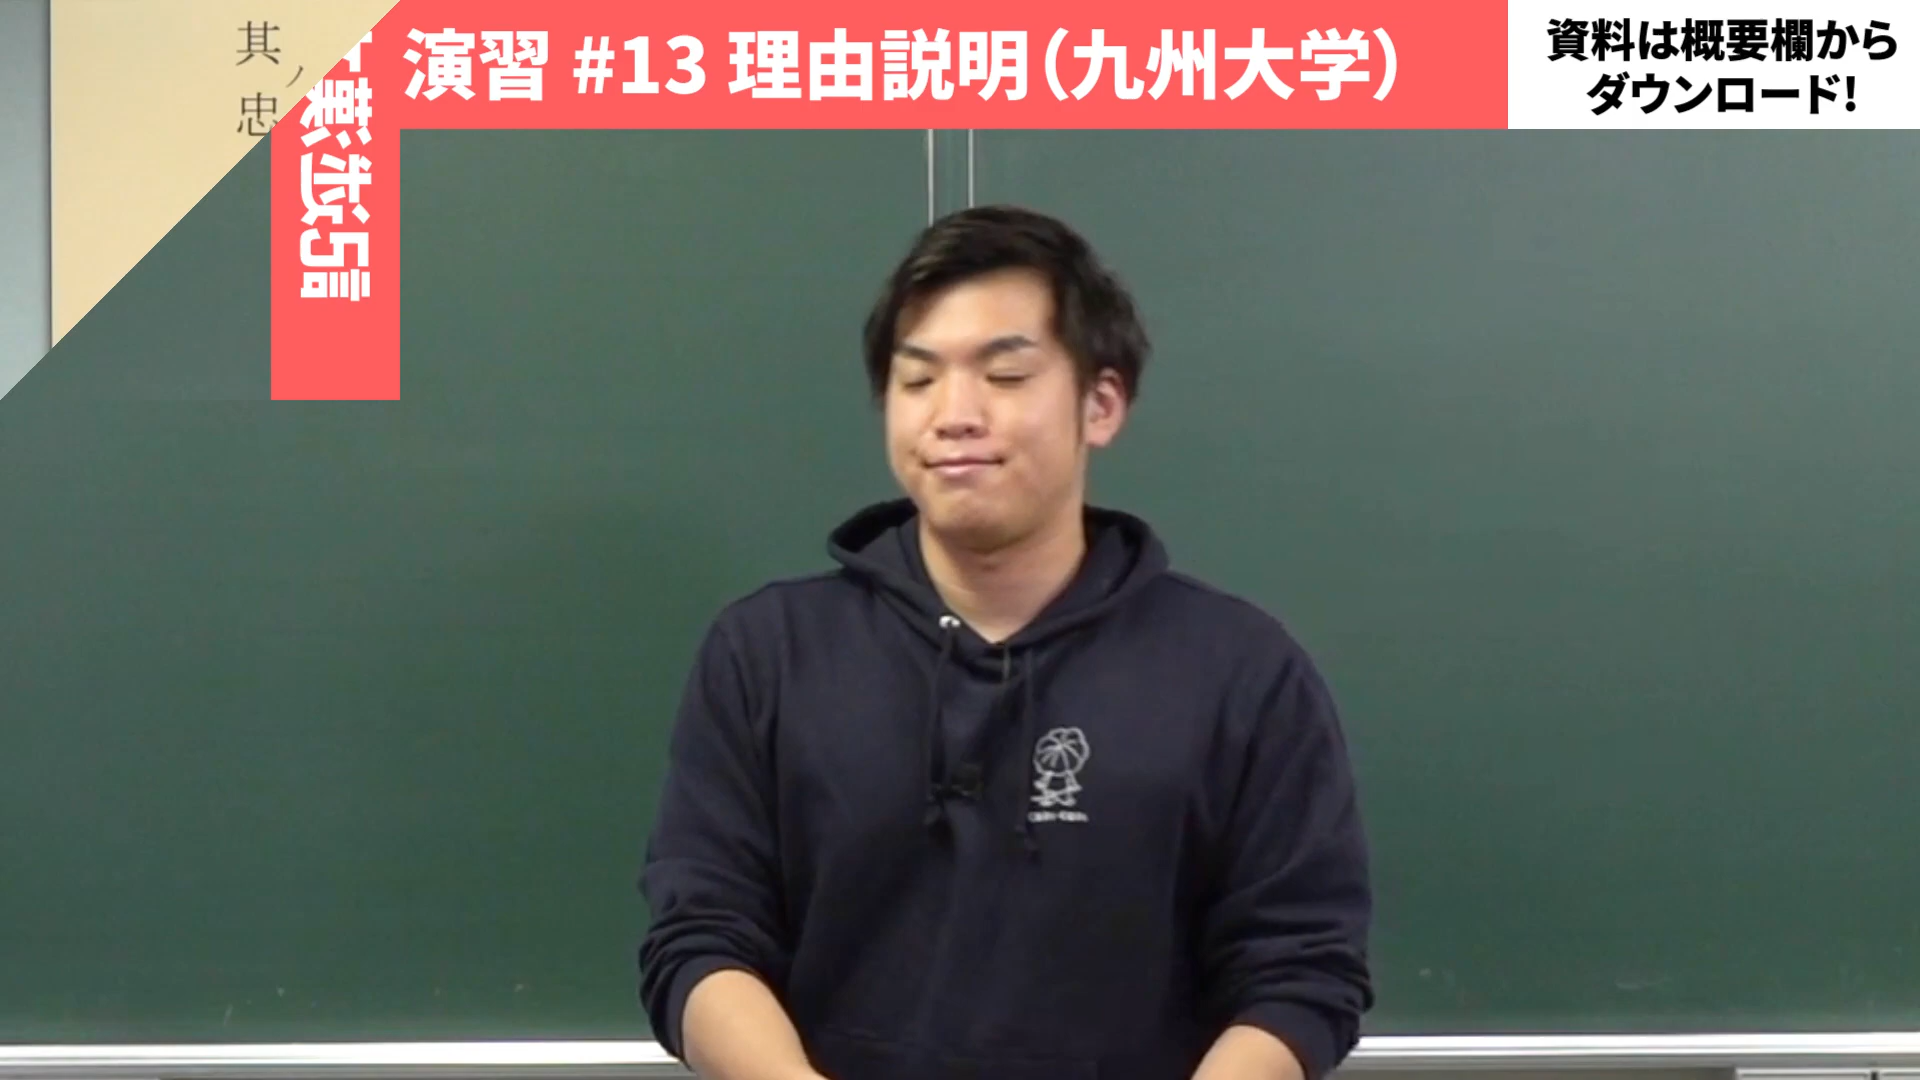 演習 #13 理由説明（九州大学）
資料は概要欄から
ダウンロード!
其
ノ
忠